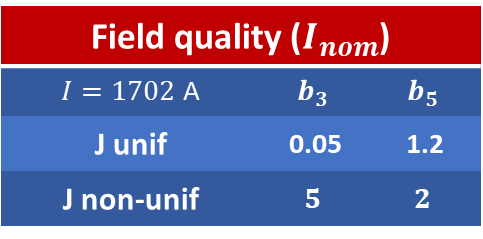 Field quality (I_nom)
I = 1702 A b₃ b₅
J unif 0.05 1.2
J non-unif 5 2